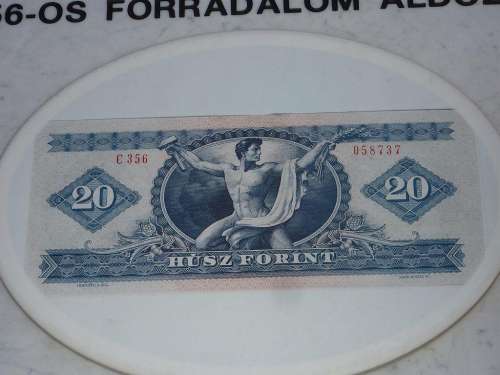 56-OS FORRADALOM ÁLDOZ
C 356 058737
20 20
HÚSZ FORINT